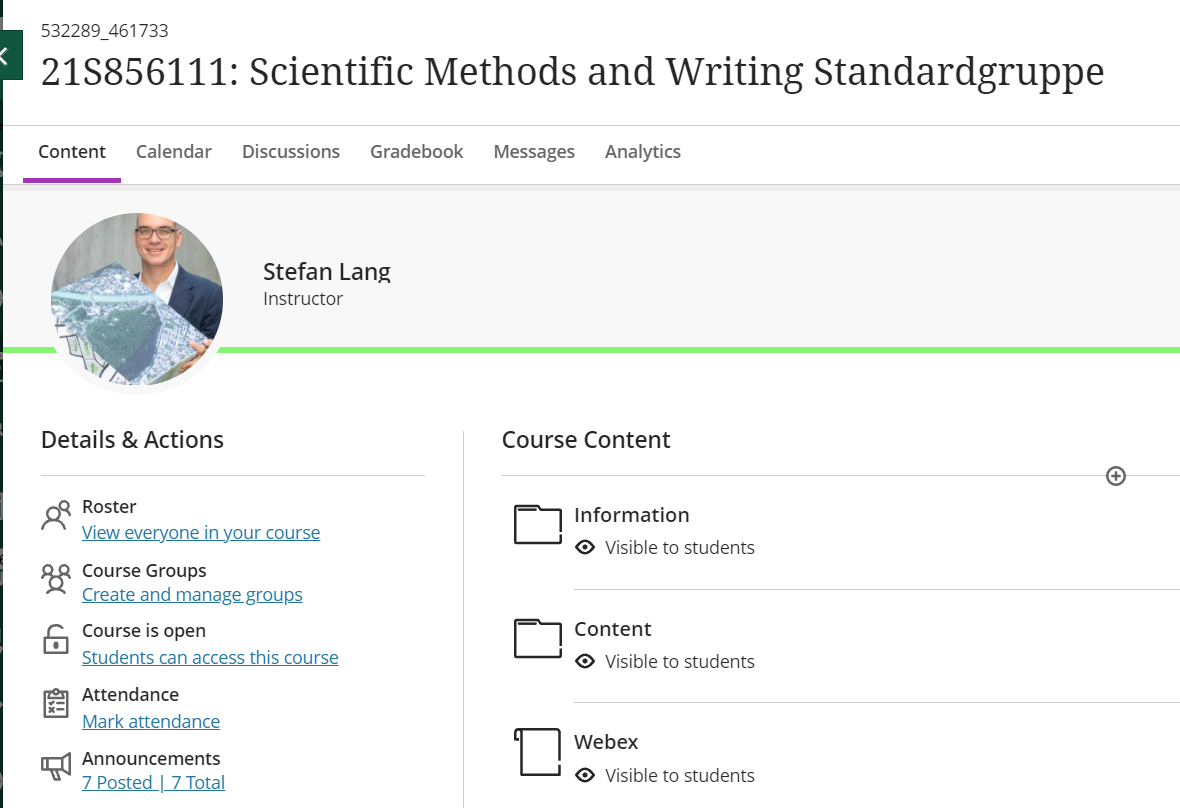 532289_461733
21S856111: Scientific Methods and Writing Standardgruppe
Content Calendar Discussions Gradebook Messages Analytics
Stefan Lang
Instructor
Details & Actions
Roster
View everyone in your course
Course Groups
Create and manage groups
Course is open
Students can access this course
Attendance
Mark attendance
Announcements
7 Posted | 7 Total
Course Content
Information
Visible to students
Content
Visible to students
Webex
Visible to students